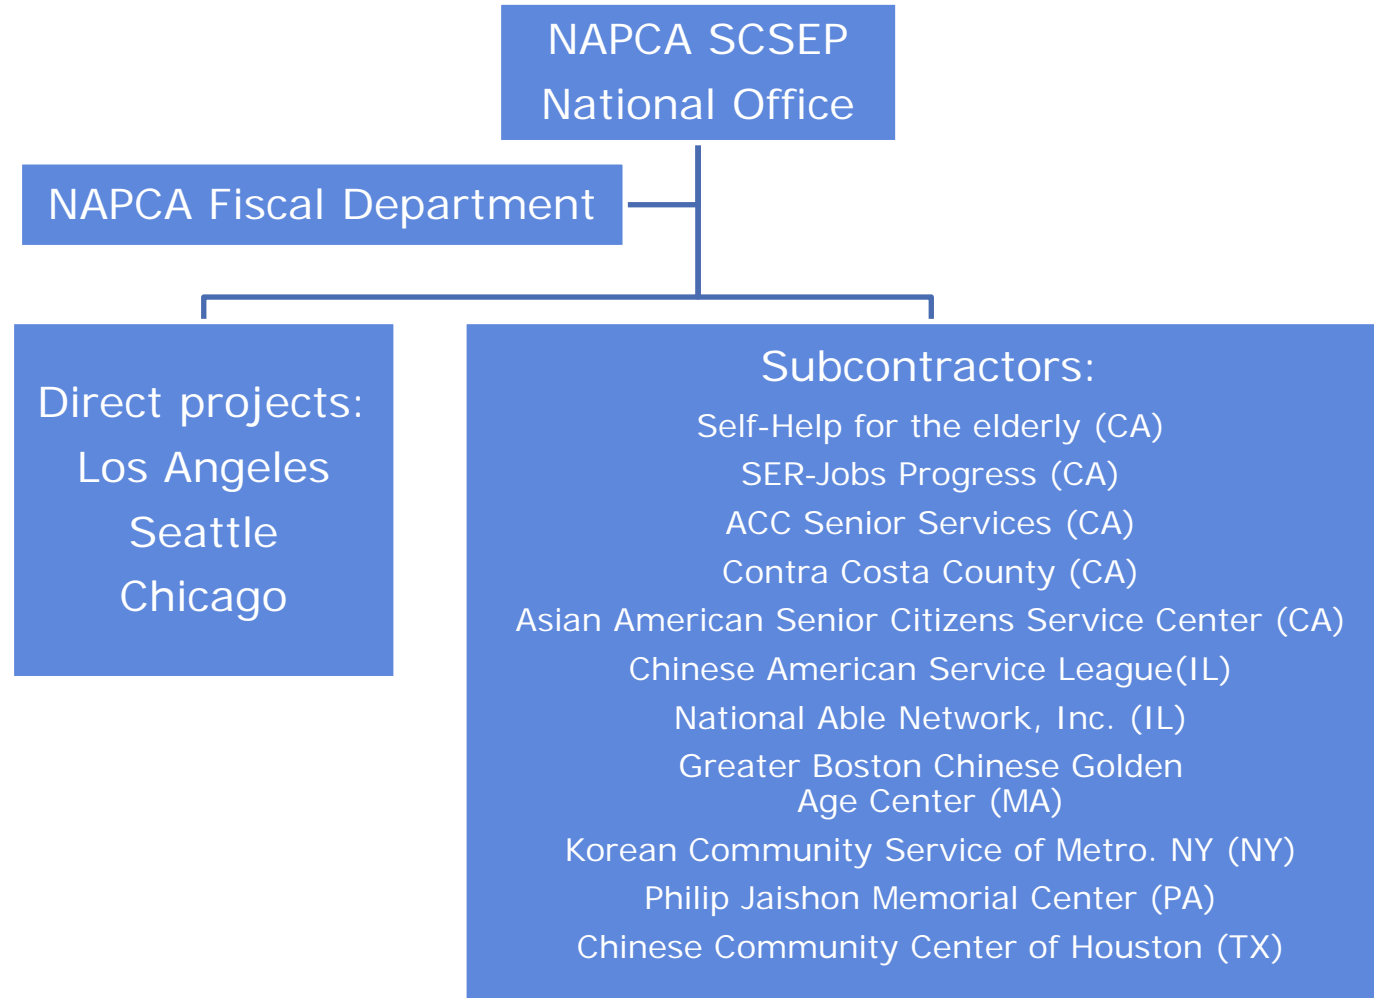 NAPCA SCSEP
National Office
NAPCA Fiscal Department
Direct projects:
Los Angeles
Seattle
Chicago
Subcontractors:
Self-Help for the elderly (CA)
SER-Jobs Progress (CA)
ACC Senior Services (CA)
Contra Costa County (CA)
Asian American Senior Citizens Service Center (CA)
Chinese American Service League(IL)
National Able Network, Inc. (IL)
Greater Boston Chinese Golden
Age Center (MA)
Korean Community Service of Metro. NY (NY)
Philip Jaishon Memorial Center (PA)
Chinese Community Center of Houston (TX)